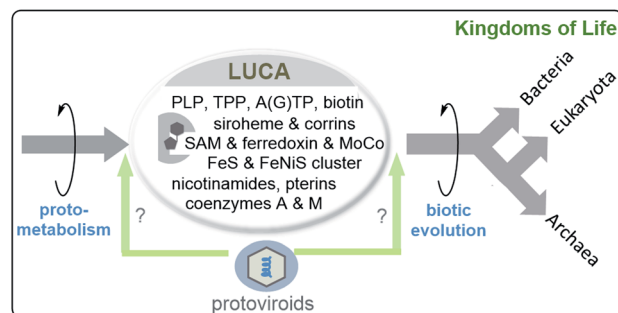 Kingdoms of Life
LUCA
PLP, TPP, A(G)TP, biotin
siroheme & corrins
SAM & ferredoxin & MoCo
FeS & FeNiS cluster
nicotinamides, pterins
coenzymes A & M
proto-
metabolism
?
?
biotic
evolution
Bacteria
Eukaryota
Archaea
protoviroids